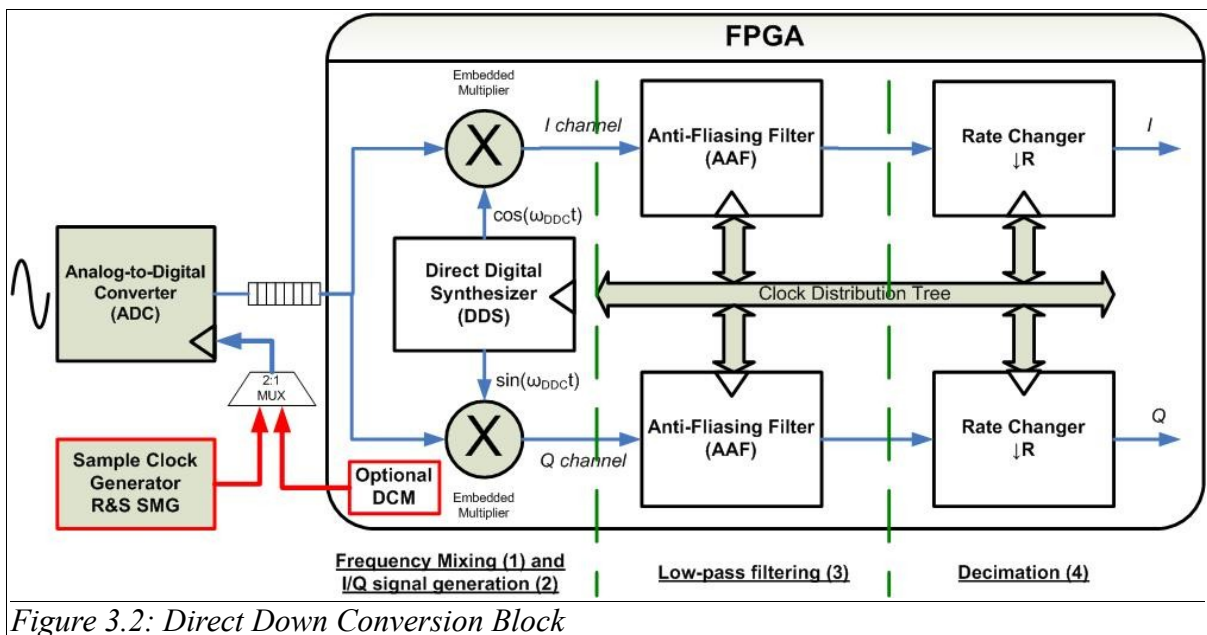 FPGA
Embedded
Multiplier
X
I channel
Anti-Fliasing Filter
(AAF)
Rate Changer
↓R
I
cos(ωDDCt)
Analog-to-Digital
Converter
(ADC)
Direct Digital
Synthesizer
(DDS)
Clock Distribution Tree
2:1
MUX
sin(ωDDCt)
X
Q channel
Anti-Fliasing Filter
(AAF)
Rate Changer
↓R
Q
Sample Clock
Generator
R&S SMG
Optional
DCM
Embedded
Multiplier
Frequency Mixing (1) and
I/Q signal generation (2)
Low-pass filtering (3)
Decimation (4)
Figure 3.2: Direct Down Conversion Block